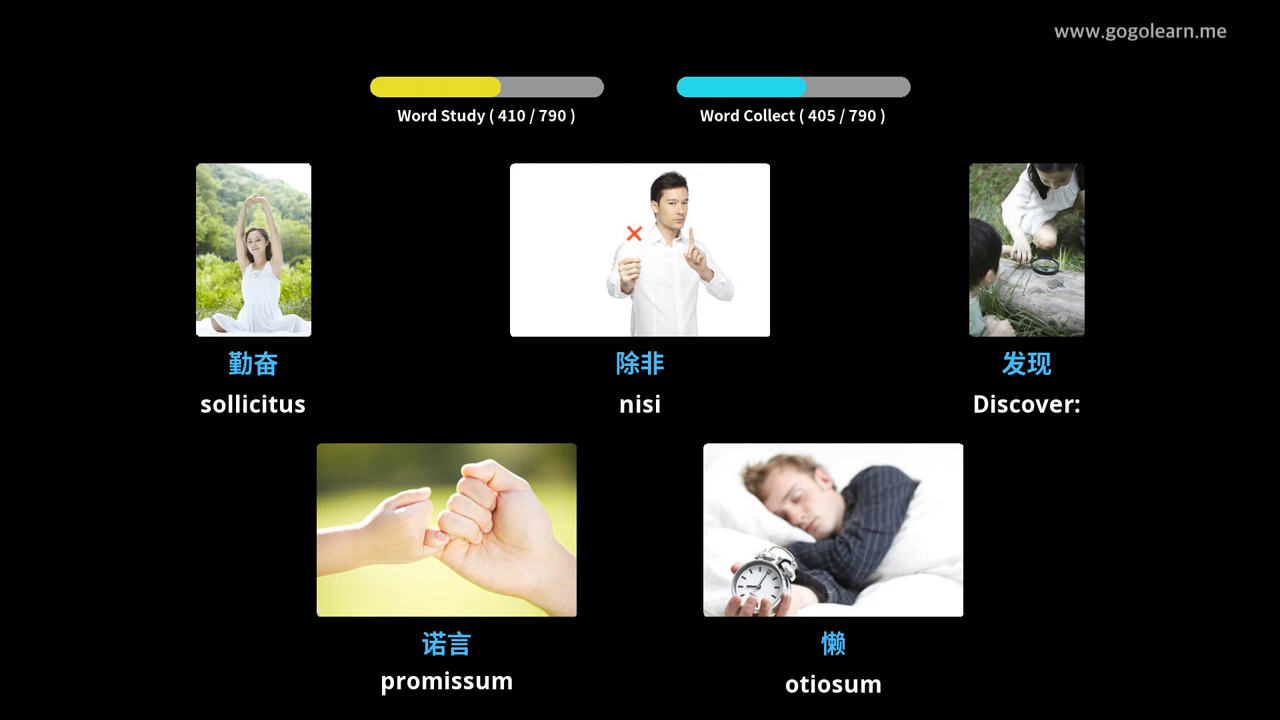 www.gogolearn.me
Word Study ( 410 / 790 )
Word Collect ( 405 / 790 )
勤奋
sollicitus
除非
nisi
发现
Discover:
诺言
promissum
懒
otiosum